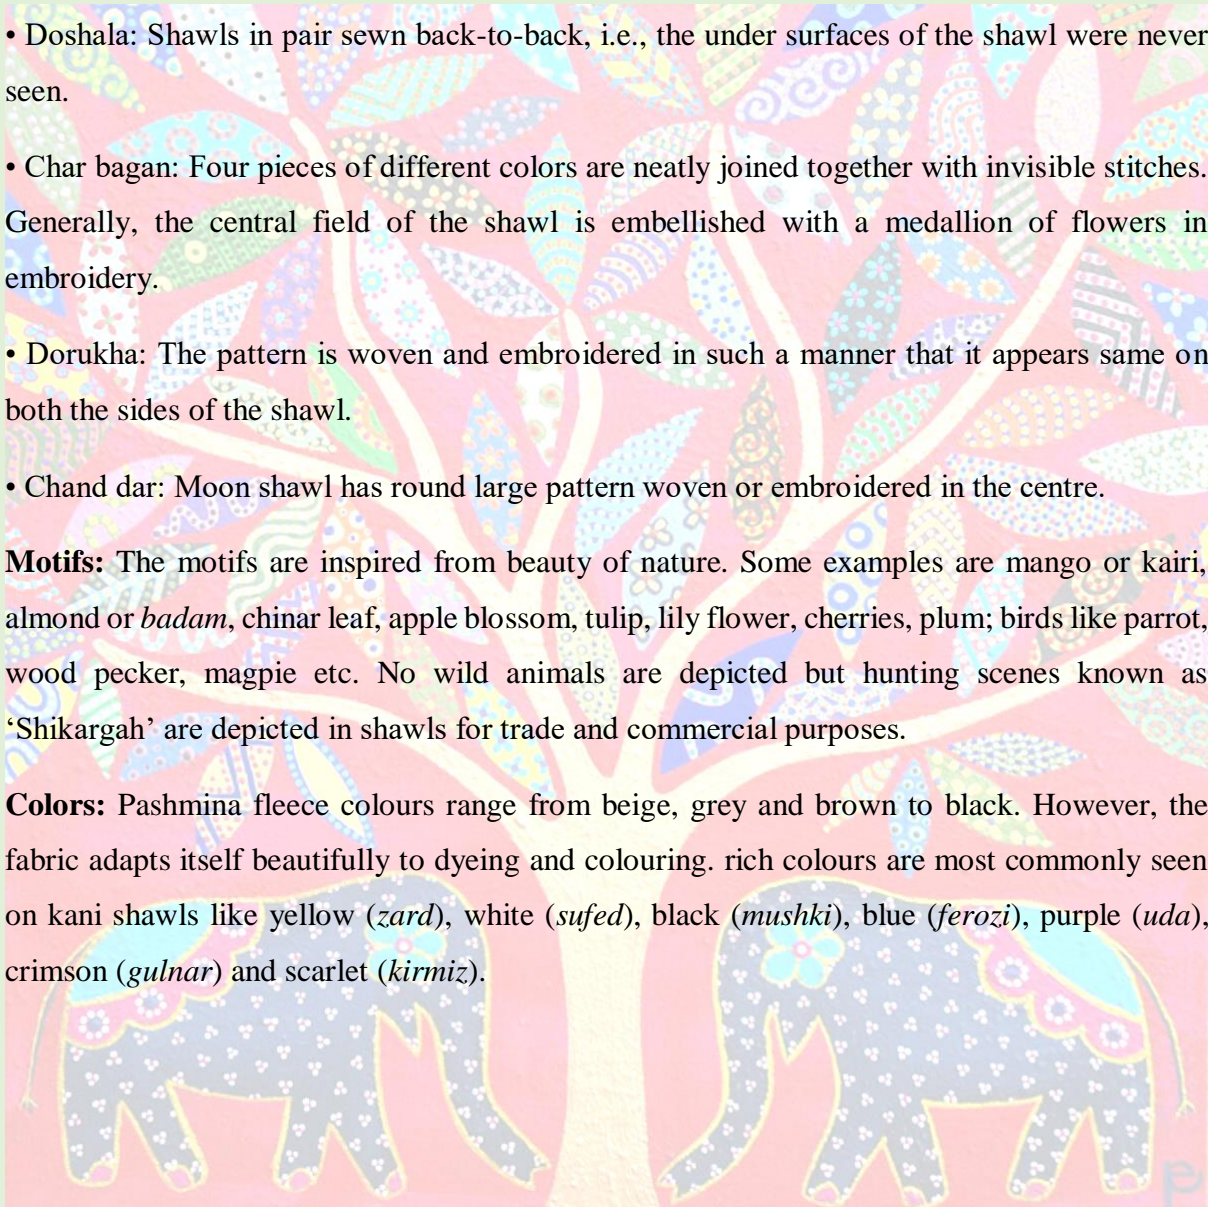 • Doshala: Shawls in pair sewn back-to-back, i.e., the under surfaces of the shawl were never
seen.
• Char bagan: Four pieces of different colors are neatly joined together with invisible stitches.
Generally, the central field of the shawl is embellished with a medallion of flowers in
embroidery.
• Dorukha: The pattern is woven and embroidered in such a manner that it appears same on
both the sides of the shawl.
• Chand dar: Moon shawl has round large pattern woven or embroidered in the centre.
Motifs: The motifs are inspired from beauty of nature. Some examples are mango or kairi,
almond or badam, chinar leaf, apple blossom, tulip, lily flower, cherries, plum; birds like parrot,
wood pecker, magpie etc. No wild animals are depicted but hunting scenes known as
‘Shikargah’ are depicted in shawls for trade and commercial purposes.
Colors: Pashmina fleece colours range from beige, grey and brown to black. However, the
fabric adapts itself beautifully to dyeing and colouring. rich colours are most commonly seen
on kani shawls like yellow (zard), white (sufed), black (mushki), blue (ferozi), purple (uda),
crimson (gulnar) and scarlet (kirmiz).